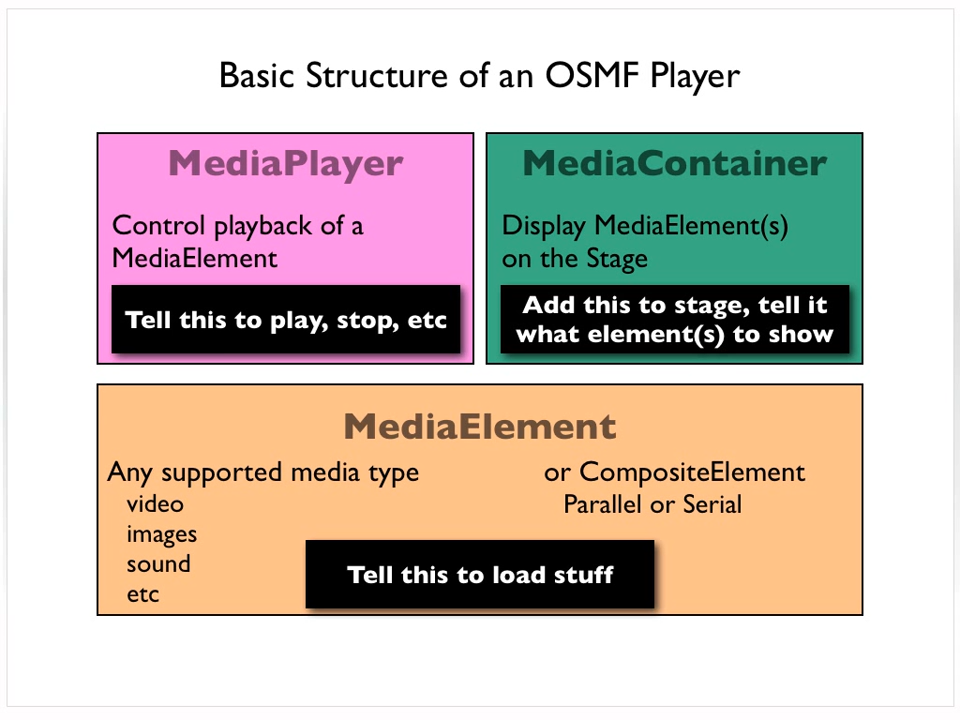 Basic Structure of an OSMF Player
MediaPlayer
Control playback of a
MediaElement
Tell this to play, stop, etc
MediaContainer
Display MediaElement(s)
on the Stage
Add this to stage, tell it
what element(s) to show
MediaElement
Any supported media type
video
images
sound
etc
or CompositeElement
Parallel or Serial
Tell this to load stuff